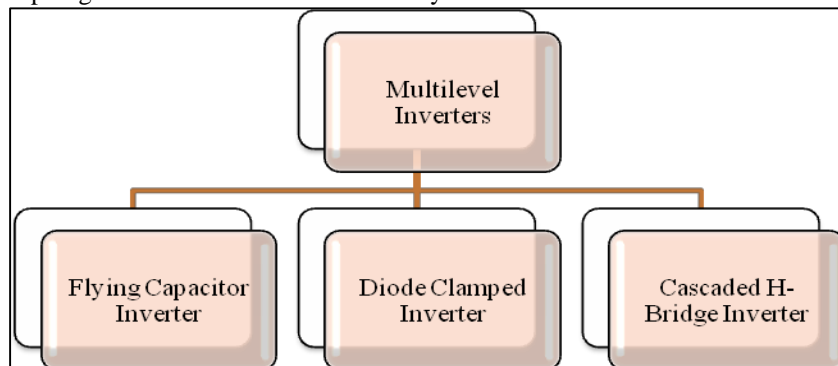 Multilevel
Inverters
Flying Capacitor
Inverter
Diode Clamped
Inverter
Cascaded H-
Bridge Inverter